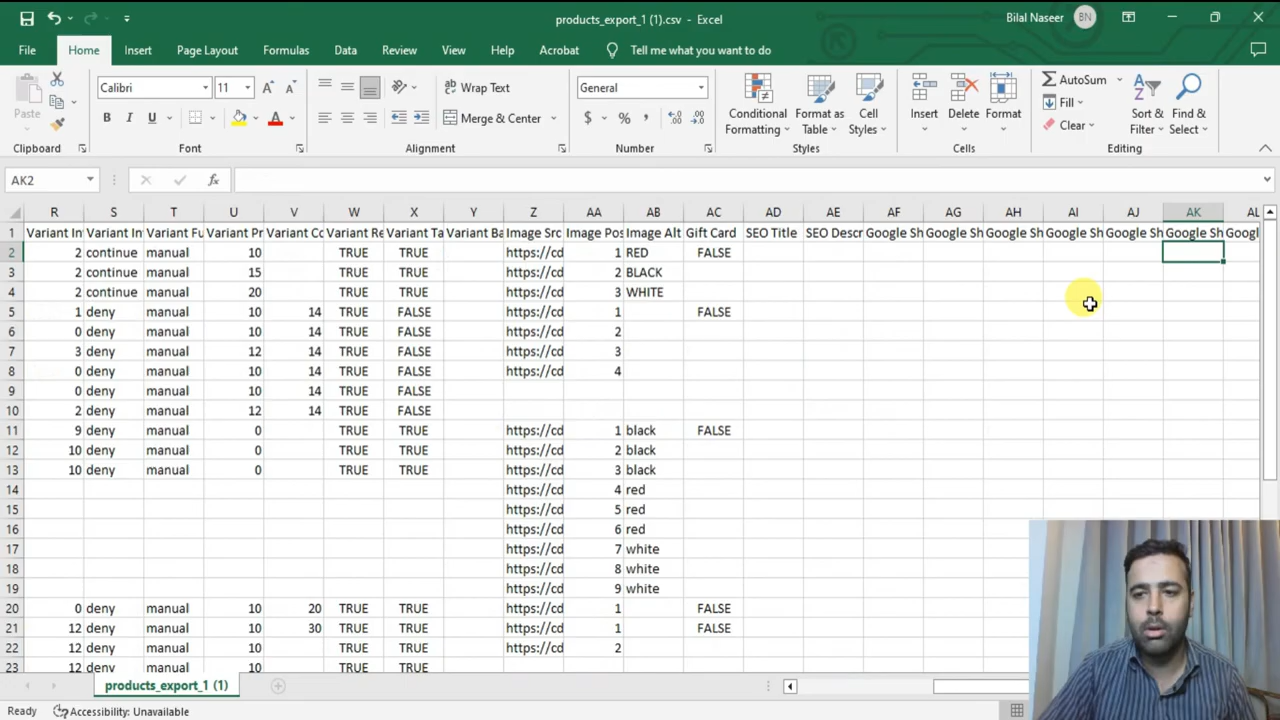 products_export_1 (1).csv - Excel
Bilal Naseer BN
File Home Insert Page Layout Formulas Data Review View Help Acrobat Tell me what you want to do
Paste Calibri 11 Wrap Text General Conditional Formatting Format as Table Cell Styles Insert Delete Format AutoSum Fill Clear Sort & Filter Find & Select
B I U Merge & Center $ %
Clipboard Font Alignment Number Styles Cells Editing
AK2 fx
R S T U V W X Y Z AA AB AC AD AE AF AG AH AI AJ AK AL
1 Variant In Variant In Variant Fu Variant Pr Variant Co Variant Re Variant Ta Variant Ba Image Src Image Pos Image Alt Gift Card SEO Title SEO Descr Google Sh Google Sh Google Sh Google Sh Google Sh Google Sh Googl
2 2 continue manual 10 TRUE TRUE https://cd 1 RED FALSE
3 2 continue manual 15 TRUE TRUE https://cd 2 BLACK
4 2 continue manual 20 TRUE TRUE https://cd 3 WHITE
5 1 deny manual 10 14 TRUE FALSE https://cd 1 FALSE
6 0 deny manual 10 14 TRUE FALSE https://cd 2
7 3 deny manual 12 14 TRUE FALSE https://cd 3
8 0 deny manual 10 14 TRUE FALSE https://cd 4
9 0 deny manual 10 14 TRUE FALSE
10 2 deny manual 12 14 TRUE FALSE
11 9 deny manual 0 TRUE TRUE https://cd 1 black FALSE
12 10 deny manual 0 TRUE TRUE https://cd 2 black
13 10 deny manual 0 TRUE TRUE https://cd 3 black
14 https://cd 4 red
15 https://cd 5 red
16 https://cd 6 red
17 https://cd 7 white
18 https://cd 8 white
19 https://cd 9 white
20 0 deny manual 10 20 TRUE TRUE https://cd 1 FALSE
21 12 deny manual 10 30 TRUE TRUE https://cd 1 FALSE
22 12 deny manual 10 TRUE TRUE https://cd 2
23 12 deny manual 10 TRUE TRUE
products_export_1 (1)
Ready Accessibility: Unavailable